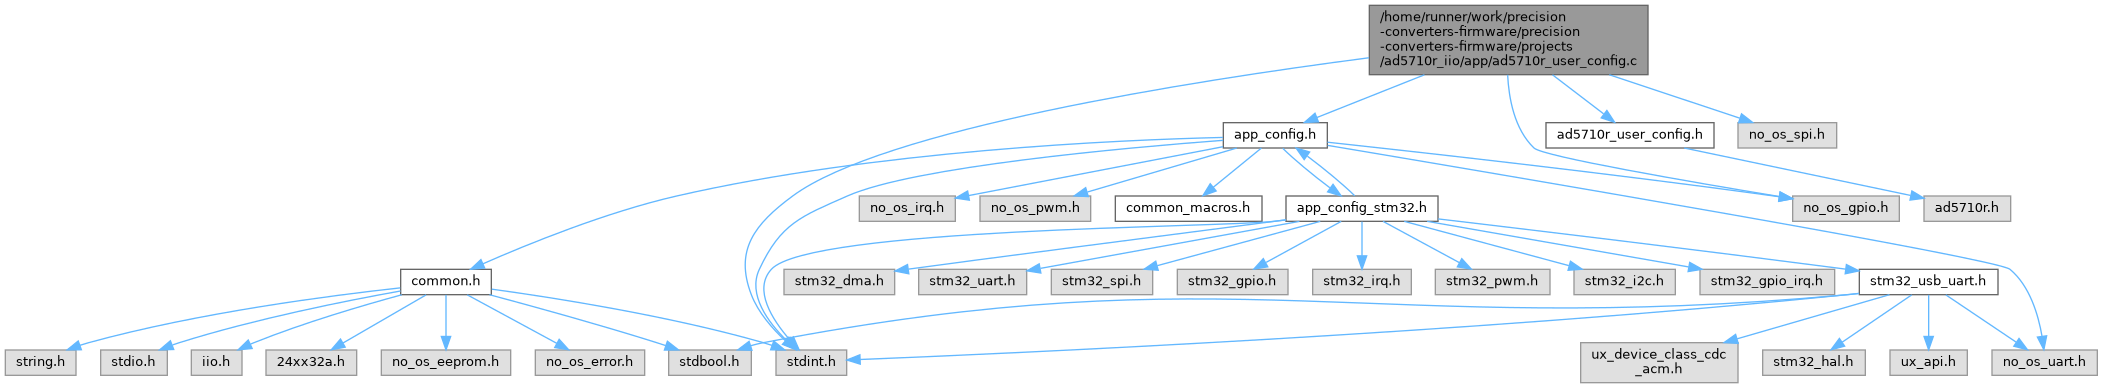 /home/runner/work/precision
-converters-firmware/precision
-converters-firmware/projects
/ad5710r_iio/app/ad5710r_user_config.c
app_config.h
ad5710r_user_config.h
no_os_spi.h
no_os_irq.h
no_os_pwm.h
common_macros.h
app_config_stm32.h
no_os_gpio.h
ad5710r.h
common.h
stm32_dma.h
stm32_uart.h
stm32_spi.h
stm32_gpio.h
stm32_irq.h
stm32_pwm.h
stm32_i2c.h
stm32_gpio_irq.h
stm32_usb_uart.h
string.h
stdio.h
iio.h
24xx32a.h
no_os_eeprom.h
no_os_error.h
stdbool.h
stdint.h
ux_device_class_cdc
_acm.h
stm32_hal.h
ux_api.h
no_os_uart.h